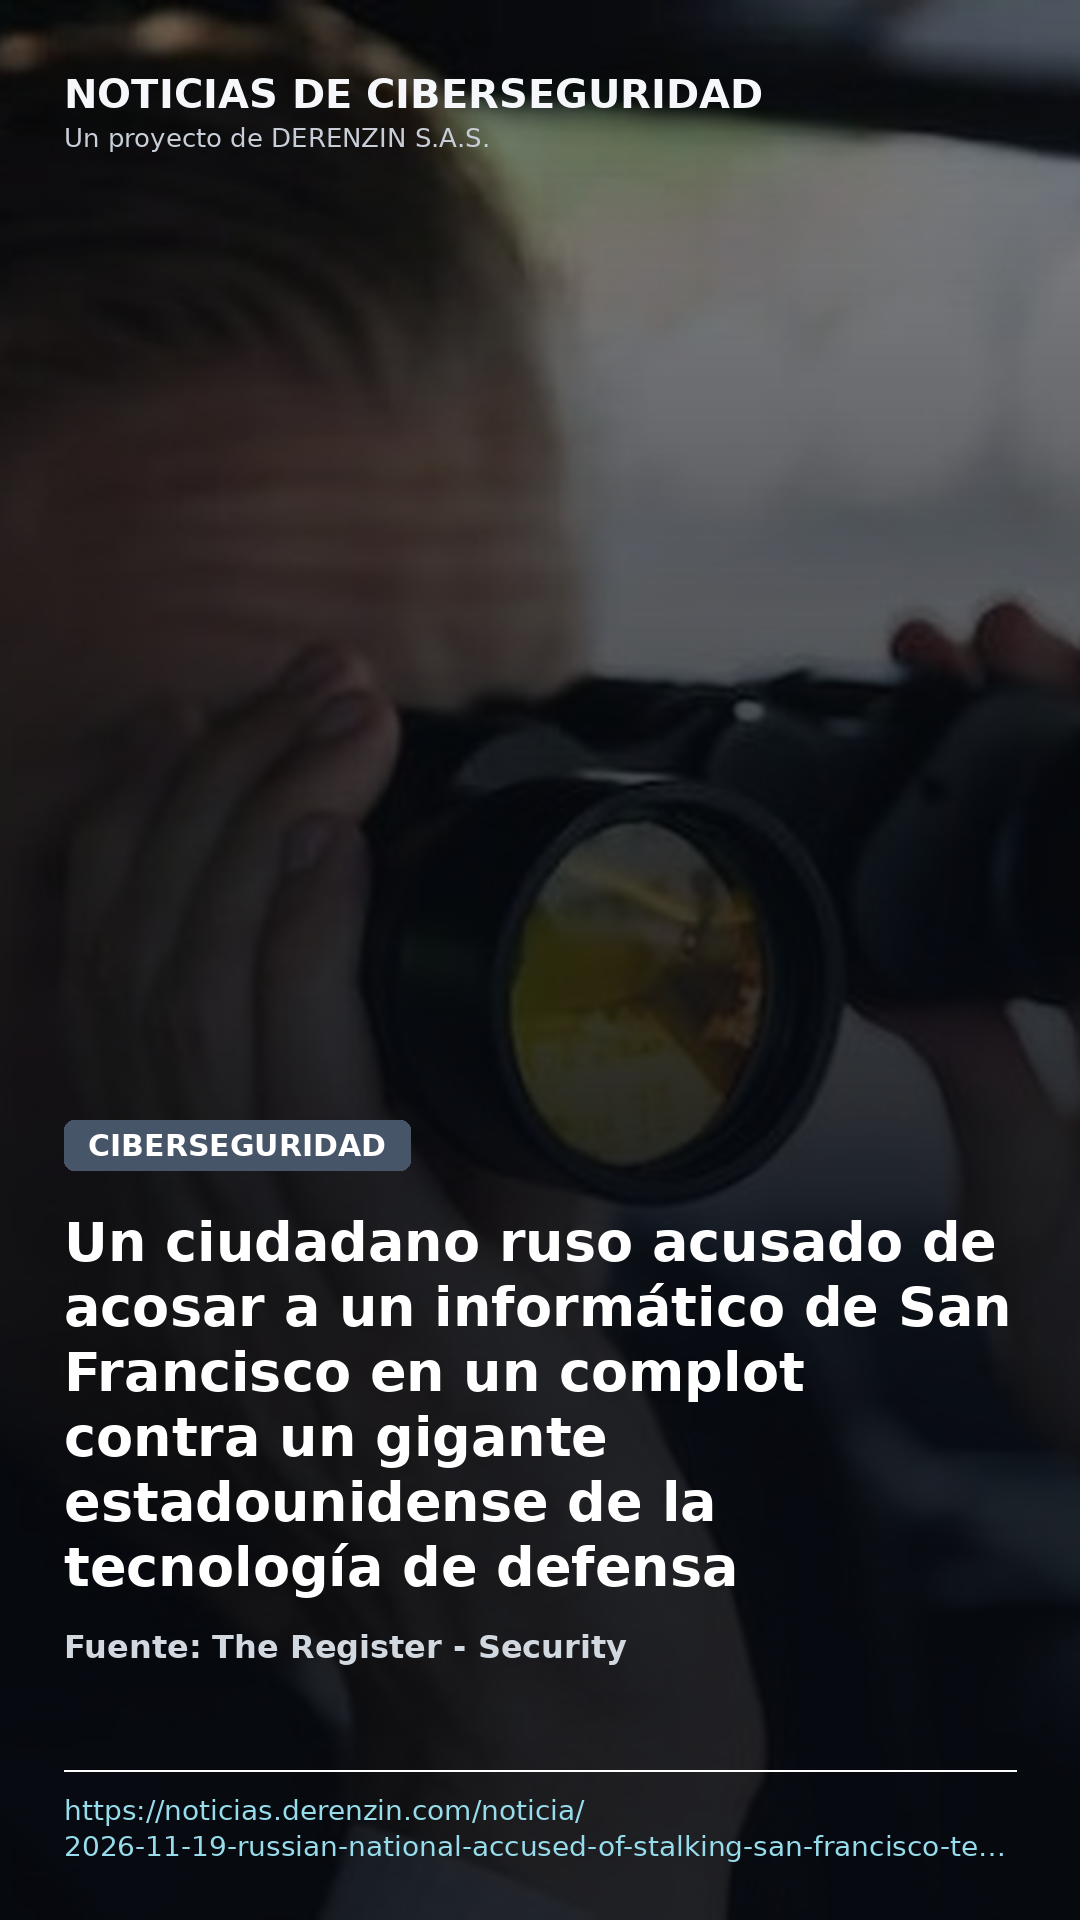 NOTICIAS DE CIBERSEGURIDAD
Un proyecto de DERENZIN S.A.S.
CIBERSEGURIDAD
Un ciudadano ruso acusado de
acosar a un informático de San
Francisco en un complot
contra un gigante
estadounidense de la
tecnología de defensa
Fuente: The Register - Security
https://noticias.derenzin.com/noticia/
2026-11-19-russian-national-accused-of-stalking-san-francisco-te...